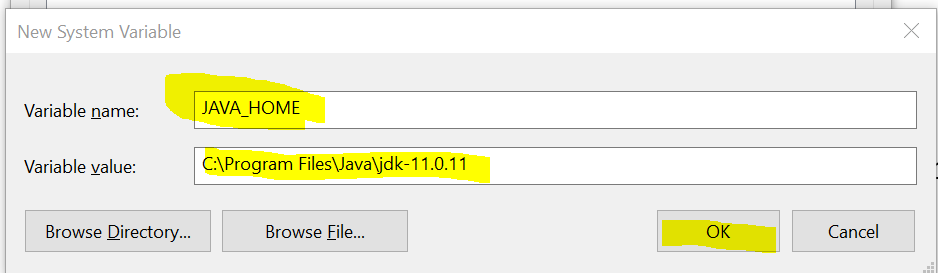 New System Variable
Variable name:
JAVA_HOME
Variable value:
C:\Program Files\Java\jdk-11.0.11
Browse Directory...
Browse File...
OK
Cancel